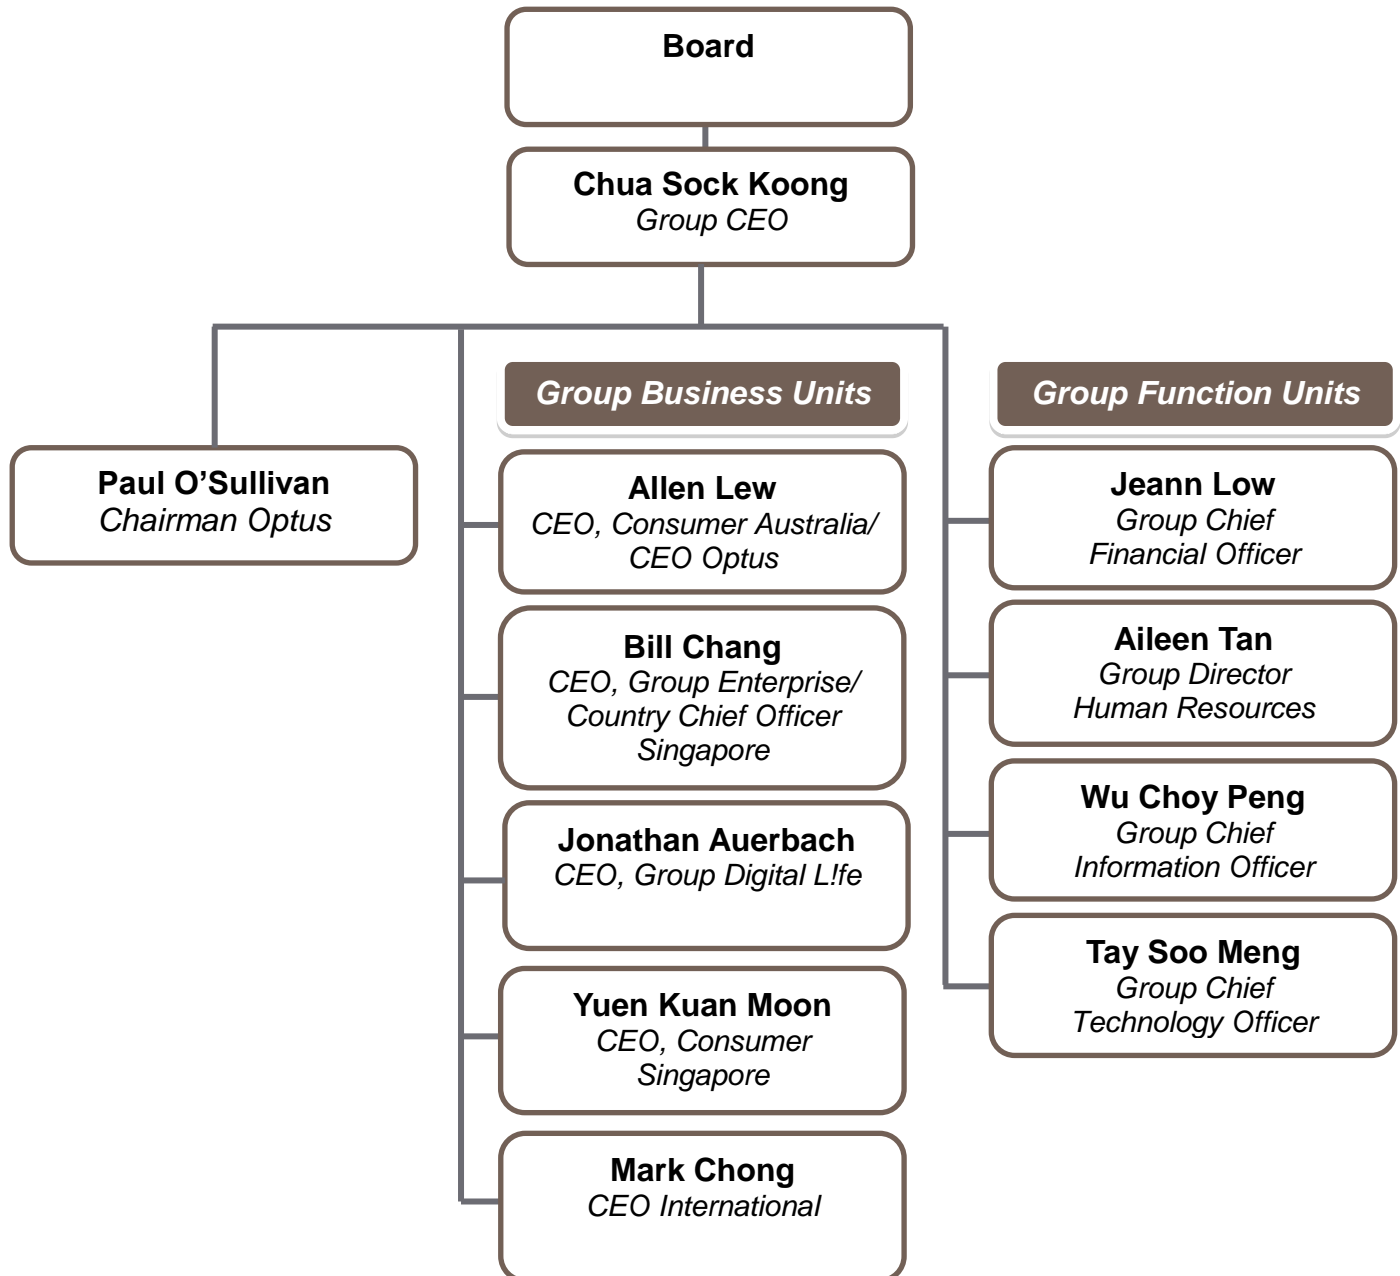 Board
Chua Sock Koong
Group CEO
Paul O’Sullivan
Chairman Optus
Group Business Units
Allen Lew
CEO, Consumer Australia/
CEO Optus
Bill Chang
CEO, Group Enterprise/
Country Chief Officer
Singapore
Jonathan Auerbach
CEO, Group Digital L!fe
Yuen Kuan Moon
CEO, Consumer
Singapore
Mark Chong
CEO International
Group Function Units
Jeann Low
Group Chief
Financial Officer
Aileen Tan
Group Director
Human Resources
Wu Choy Peng
Group Chief
Information Officer
Tay Soo Meng
Group Chief
Technology Officer